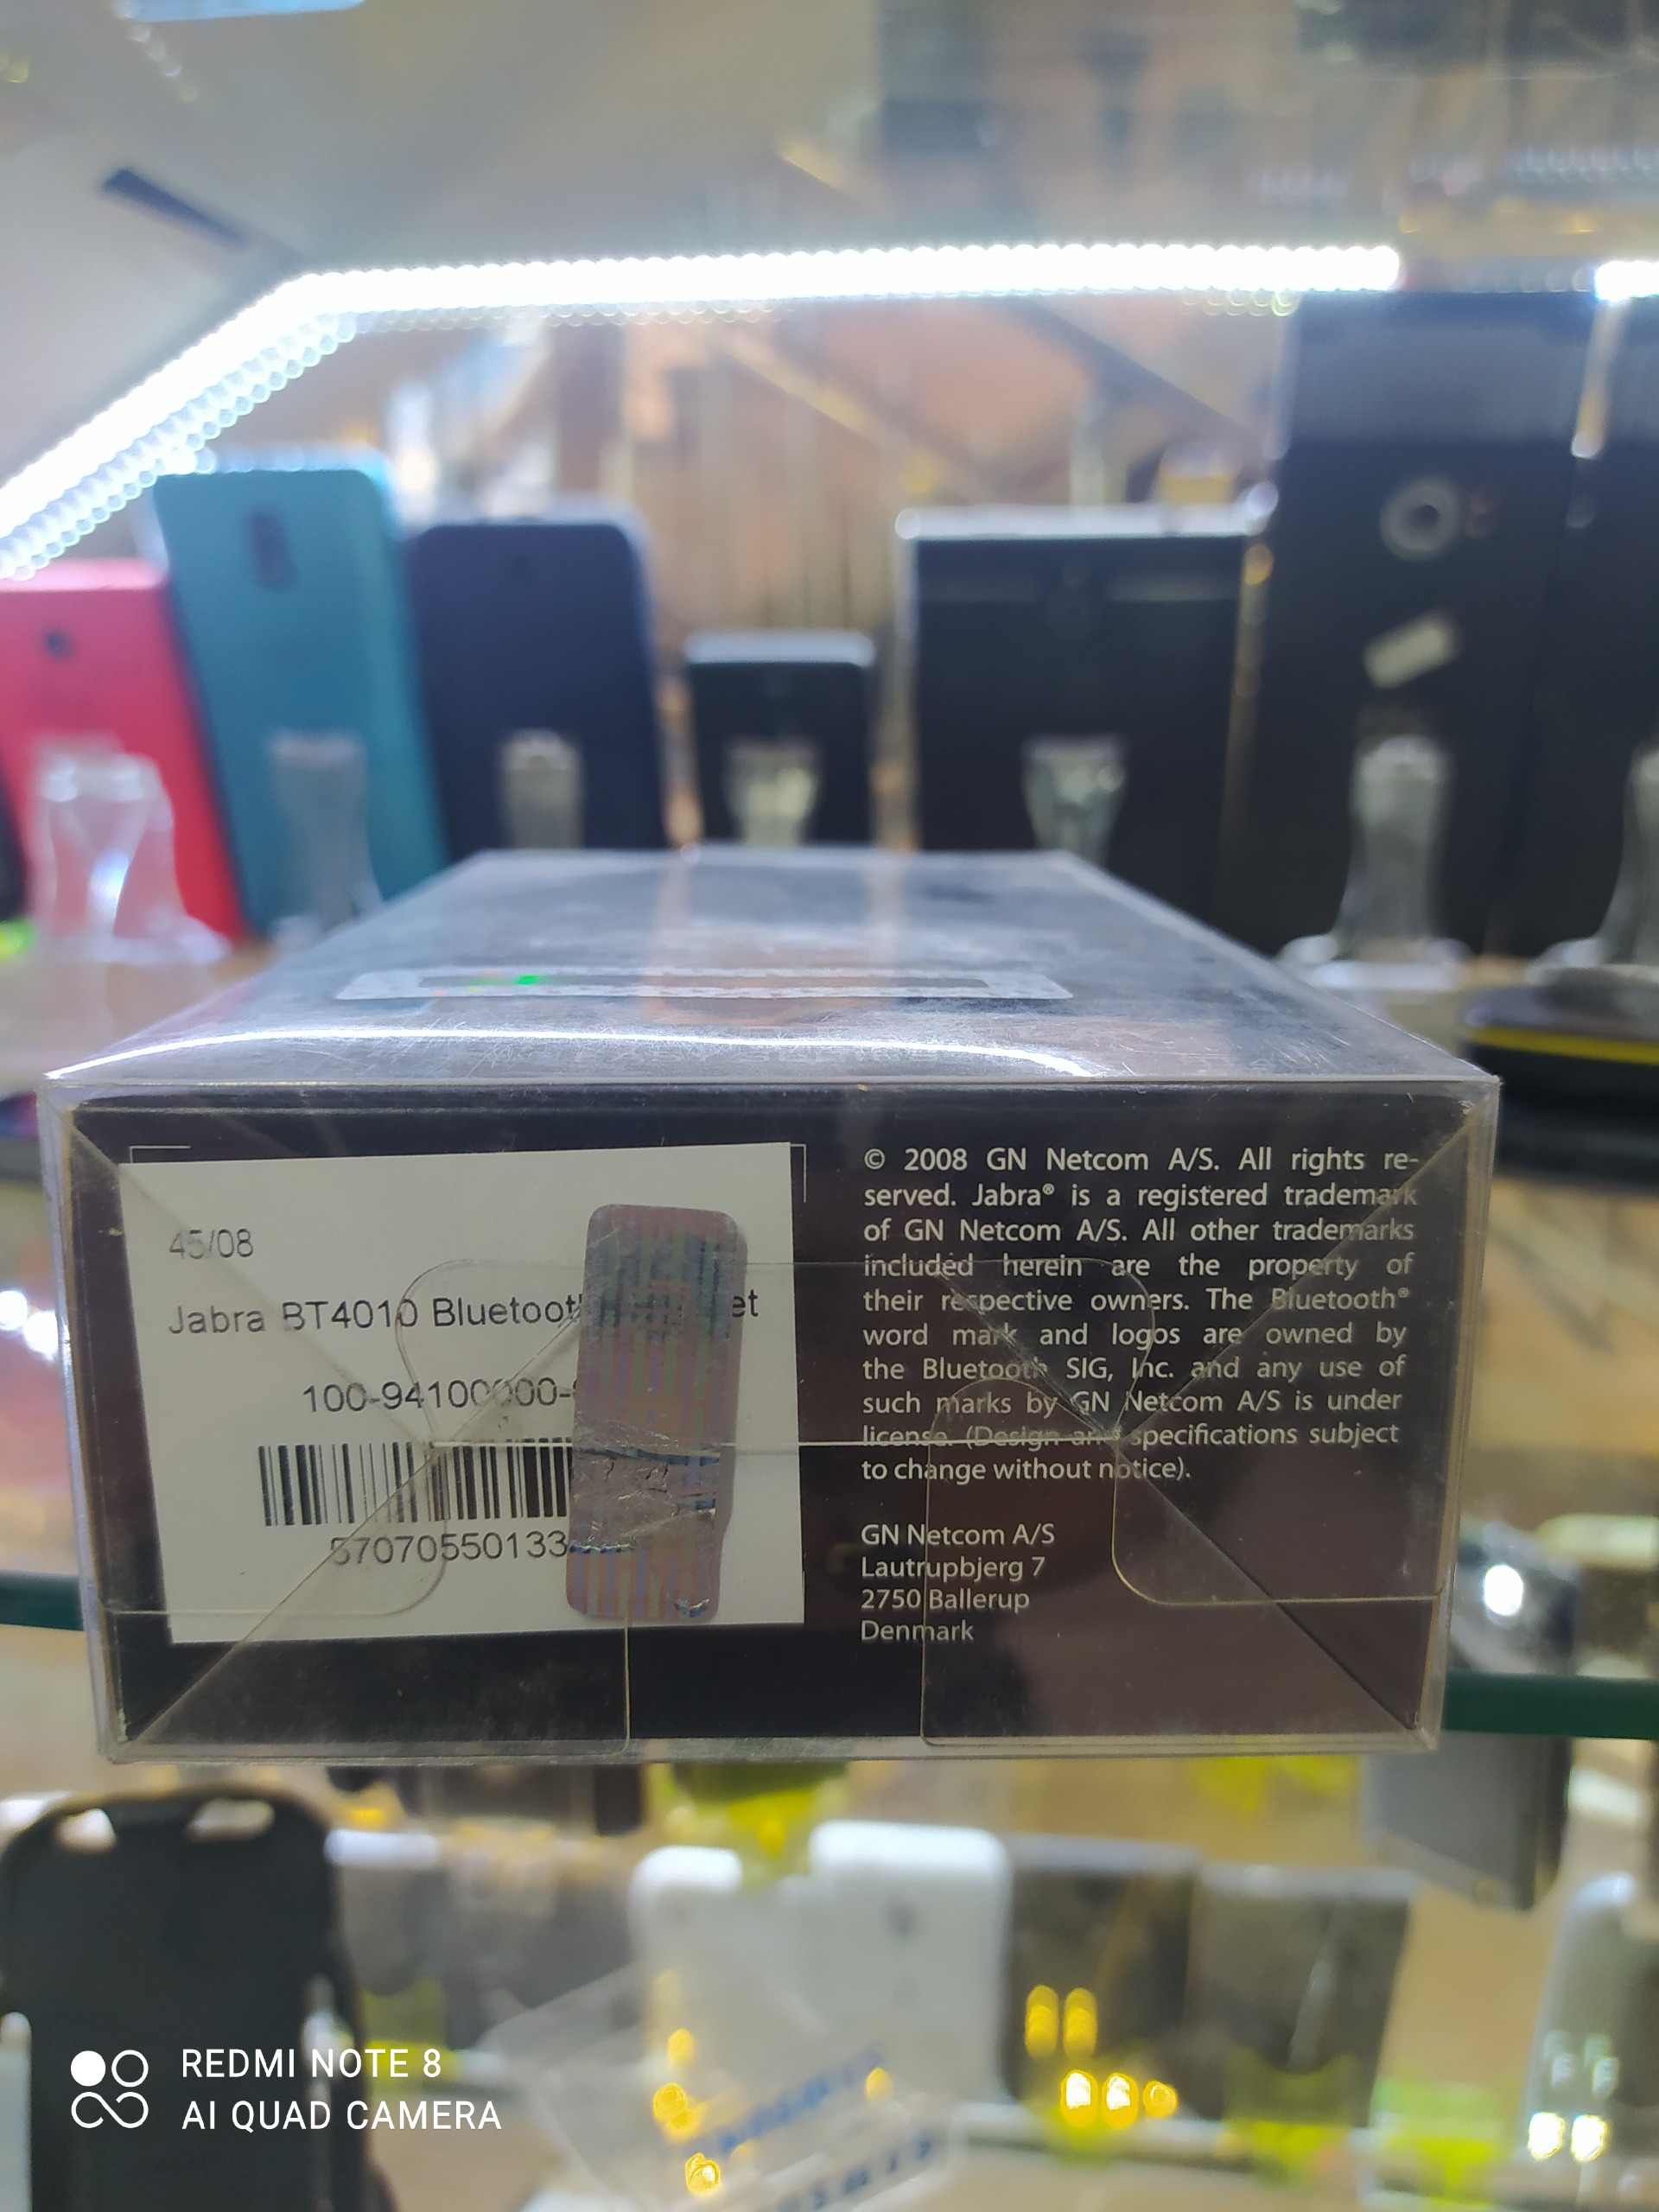 45/08
Jabra BT4010 Bluetoot et
100-94100000-
57070550133
© 2008 GN Netcom A/S. All rights re-
served. Jabra® is a registered trademark
of GN Netcom A/S. All other trademarks
included herein are the property of
their respective owners. The Bluetooth®
word mark and logos are owned by
the Bluetooth SIG, Inc. and any use of
such marks by GN Netcom A/S is under
license. (Design and specifications subject
to change without notice).
GN Netcom A/S
Lautrupbjerg 7
2750 Ballerup
Denmark
REDMI NOTE 8
AI QUAD CAMERA